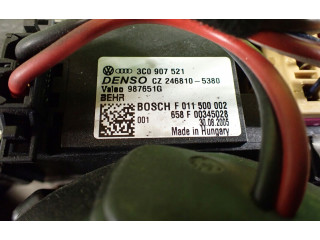 3C0 907 521
DENSO CZ 246810-5380
Valeo 987651G
BEHR
BOSCH F 011 500 002
658 F 00345028
001 30.08.2005
Made in Hungary